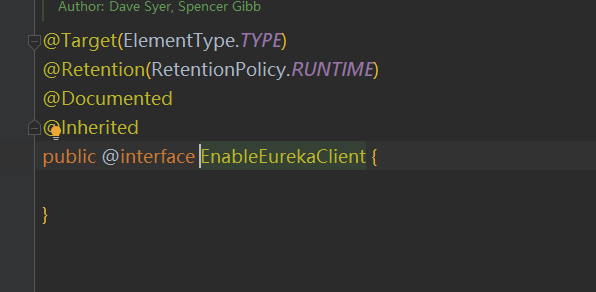 Author: Dave Syer, Spencer Gibb
@Target(ElementType.TYPE)
@Retention(RetentionPolicy.RUNTIME)
@Documented
@Inherited
public @interface EnableEurekaClient {
}